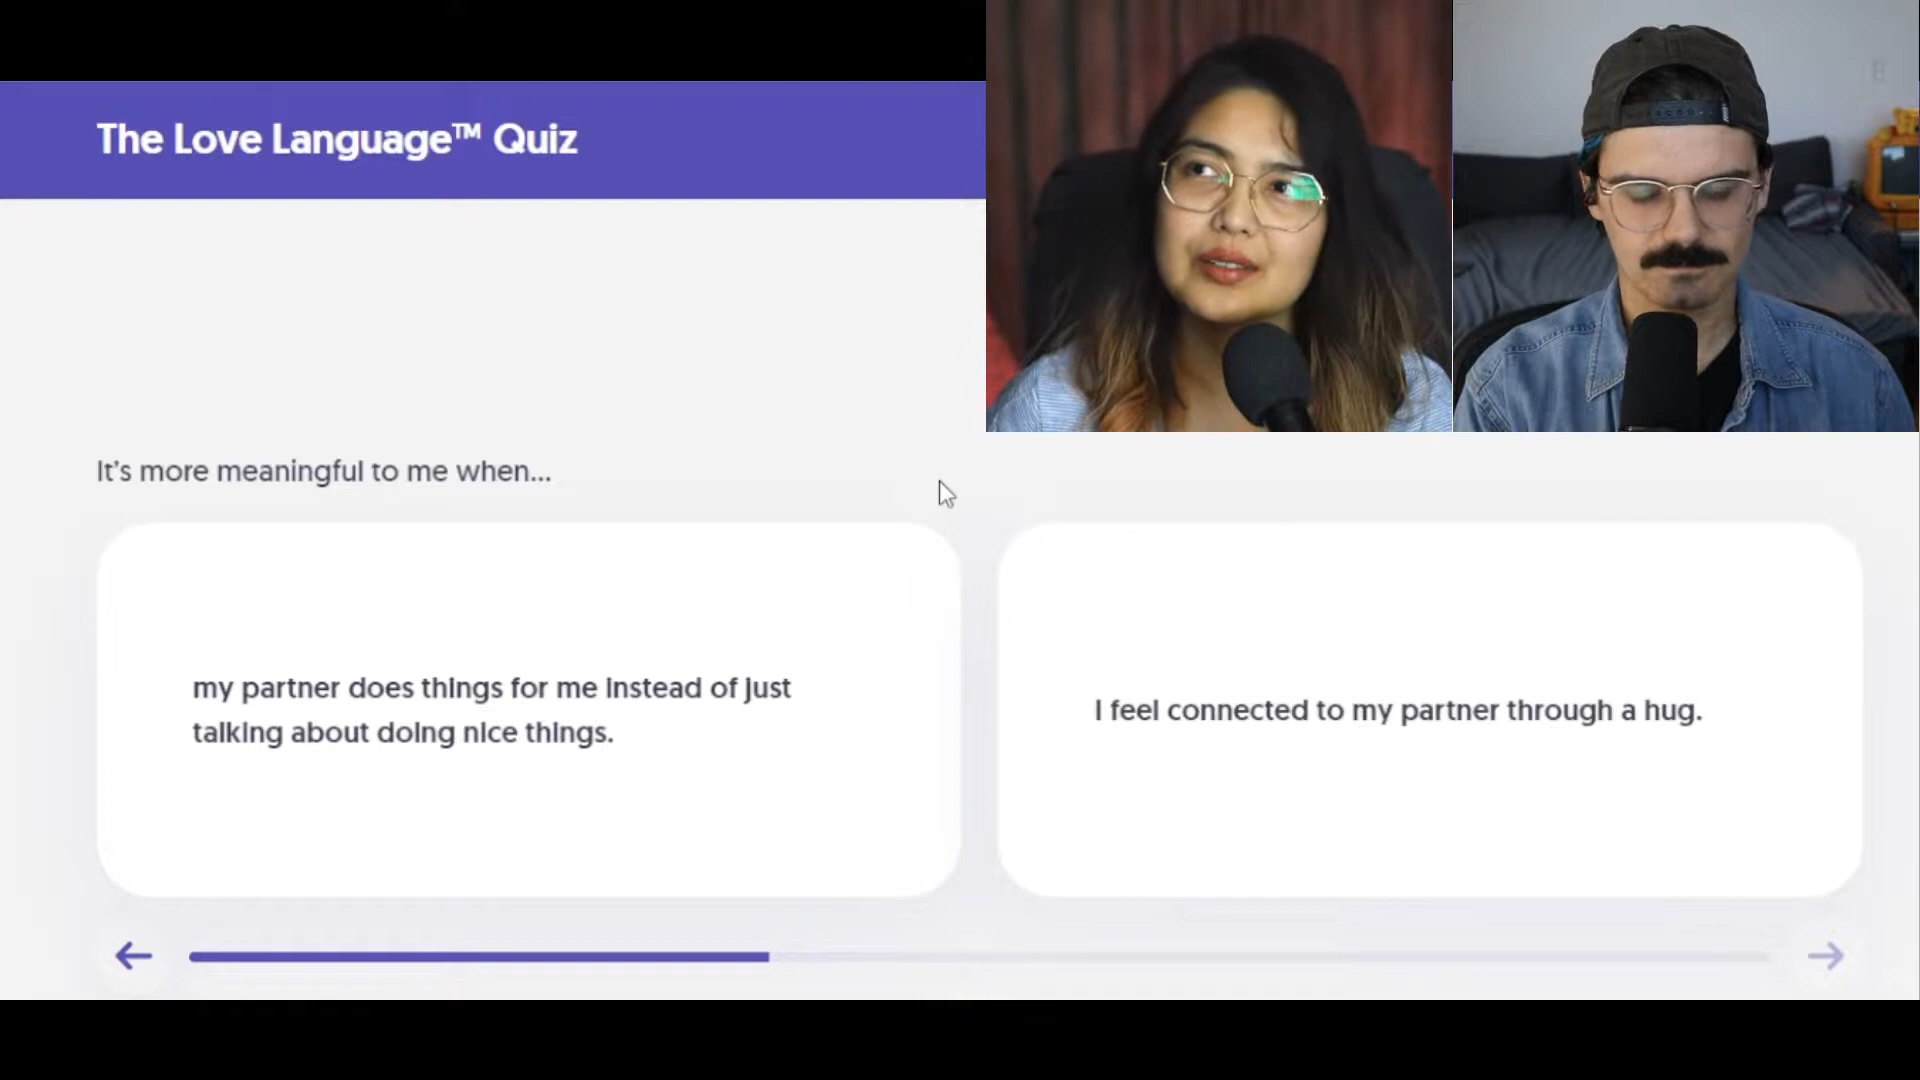 The Love Language™ Quiz
It's more meaningful to me when...
my partner does things for me instead of just
talking about doing nice things.
I feel connected to my partner through a hug.